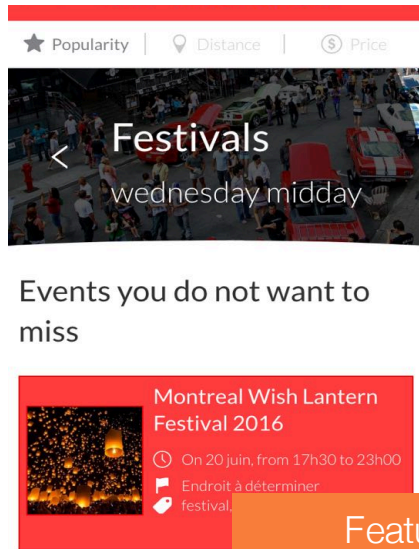 Popularity
Distance
Price
Festivals
wednesday midday
Events you do not want to
miss
Montreal Wish Lantern
Festival 2016
On 20 juin, from 17h30 to 23h00
Endroit à déterminer
festival,
Featu